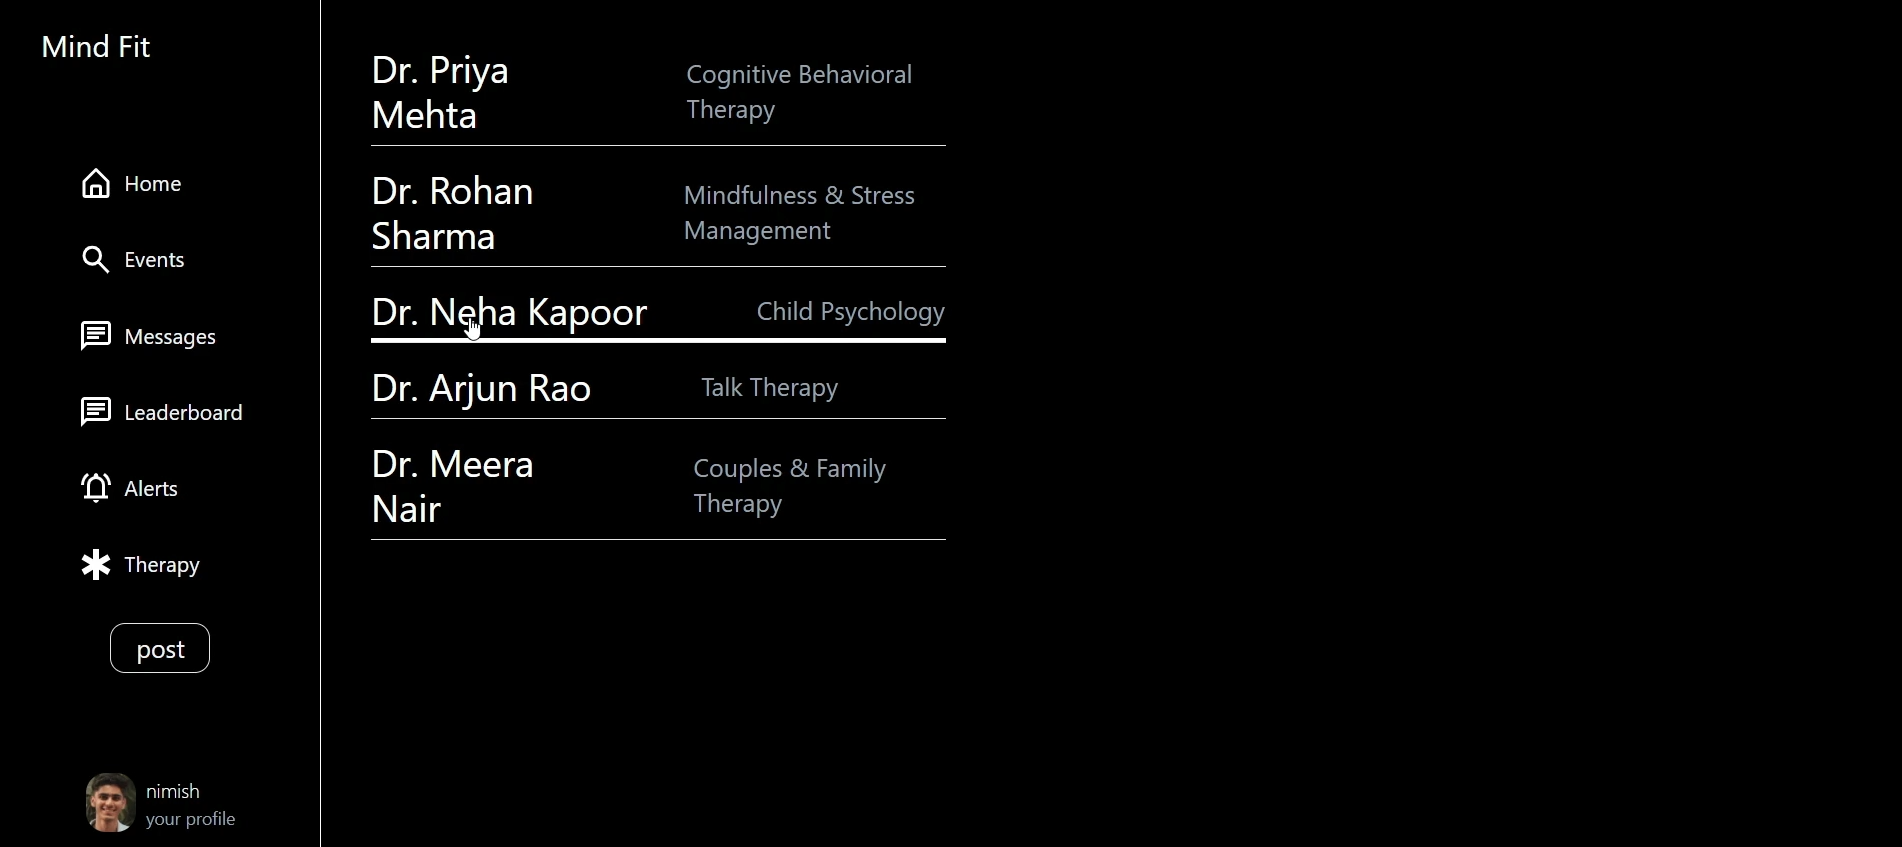 Mind Fit
Home
Events
Messages
Leaderboard
Alerts
Therapy
post
nimish
your profile
Dr. Priya
Mehta
Cognitive Behavioral
Therapy
Dr. Rohan
Sharma
Mindfulness & Stress
Management
Dr. Neha Kapoor
Child Psychology
Dr. Arjun Rao
Talk Therapy
Dr. Meera
Nair
Couples & Family
Therapy